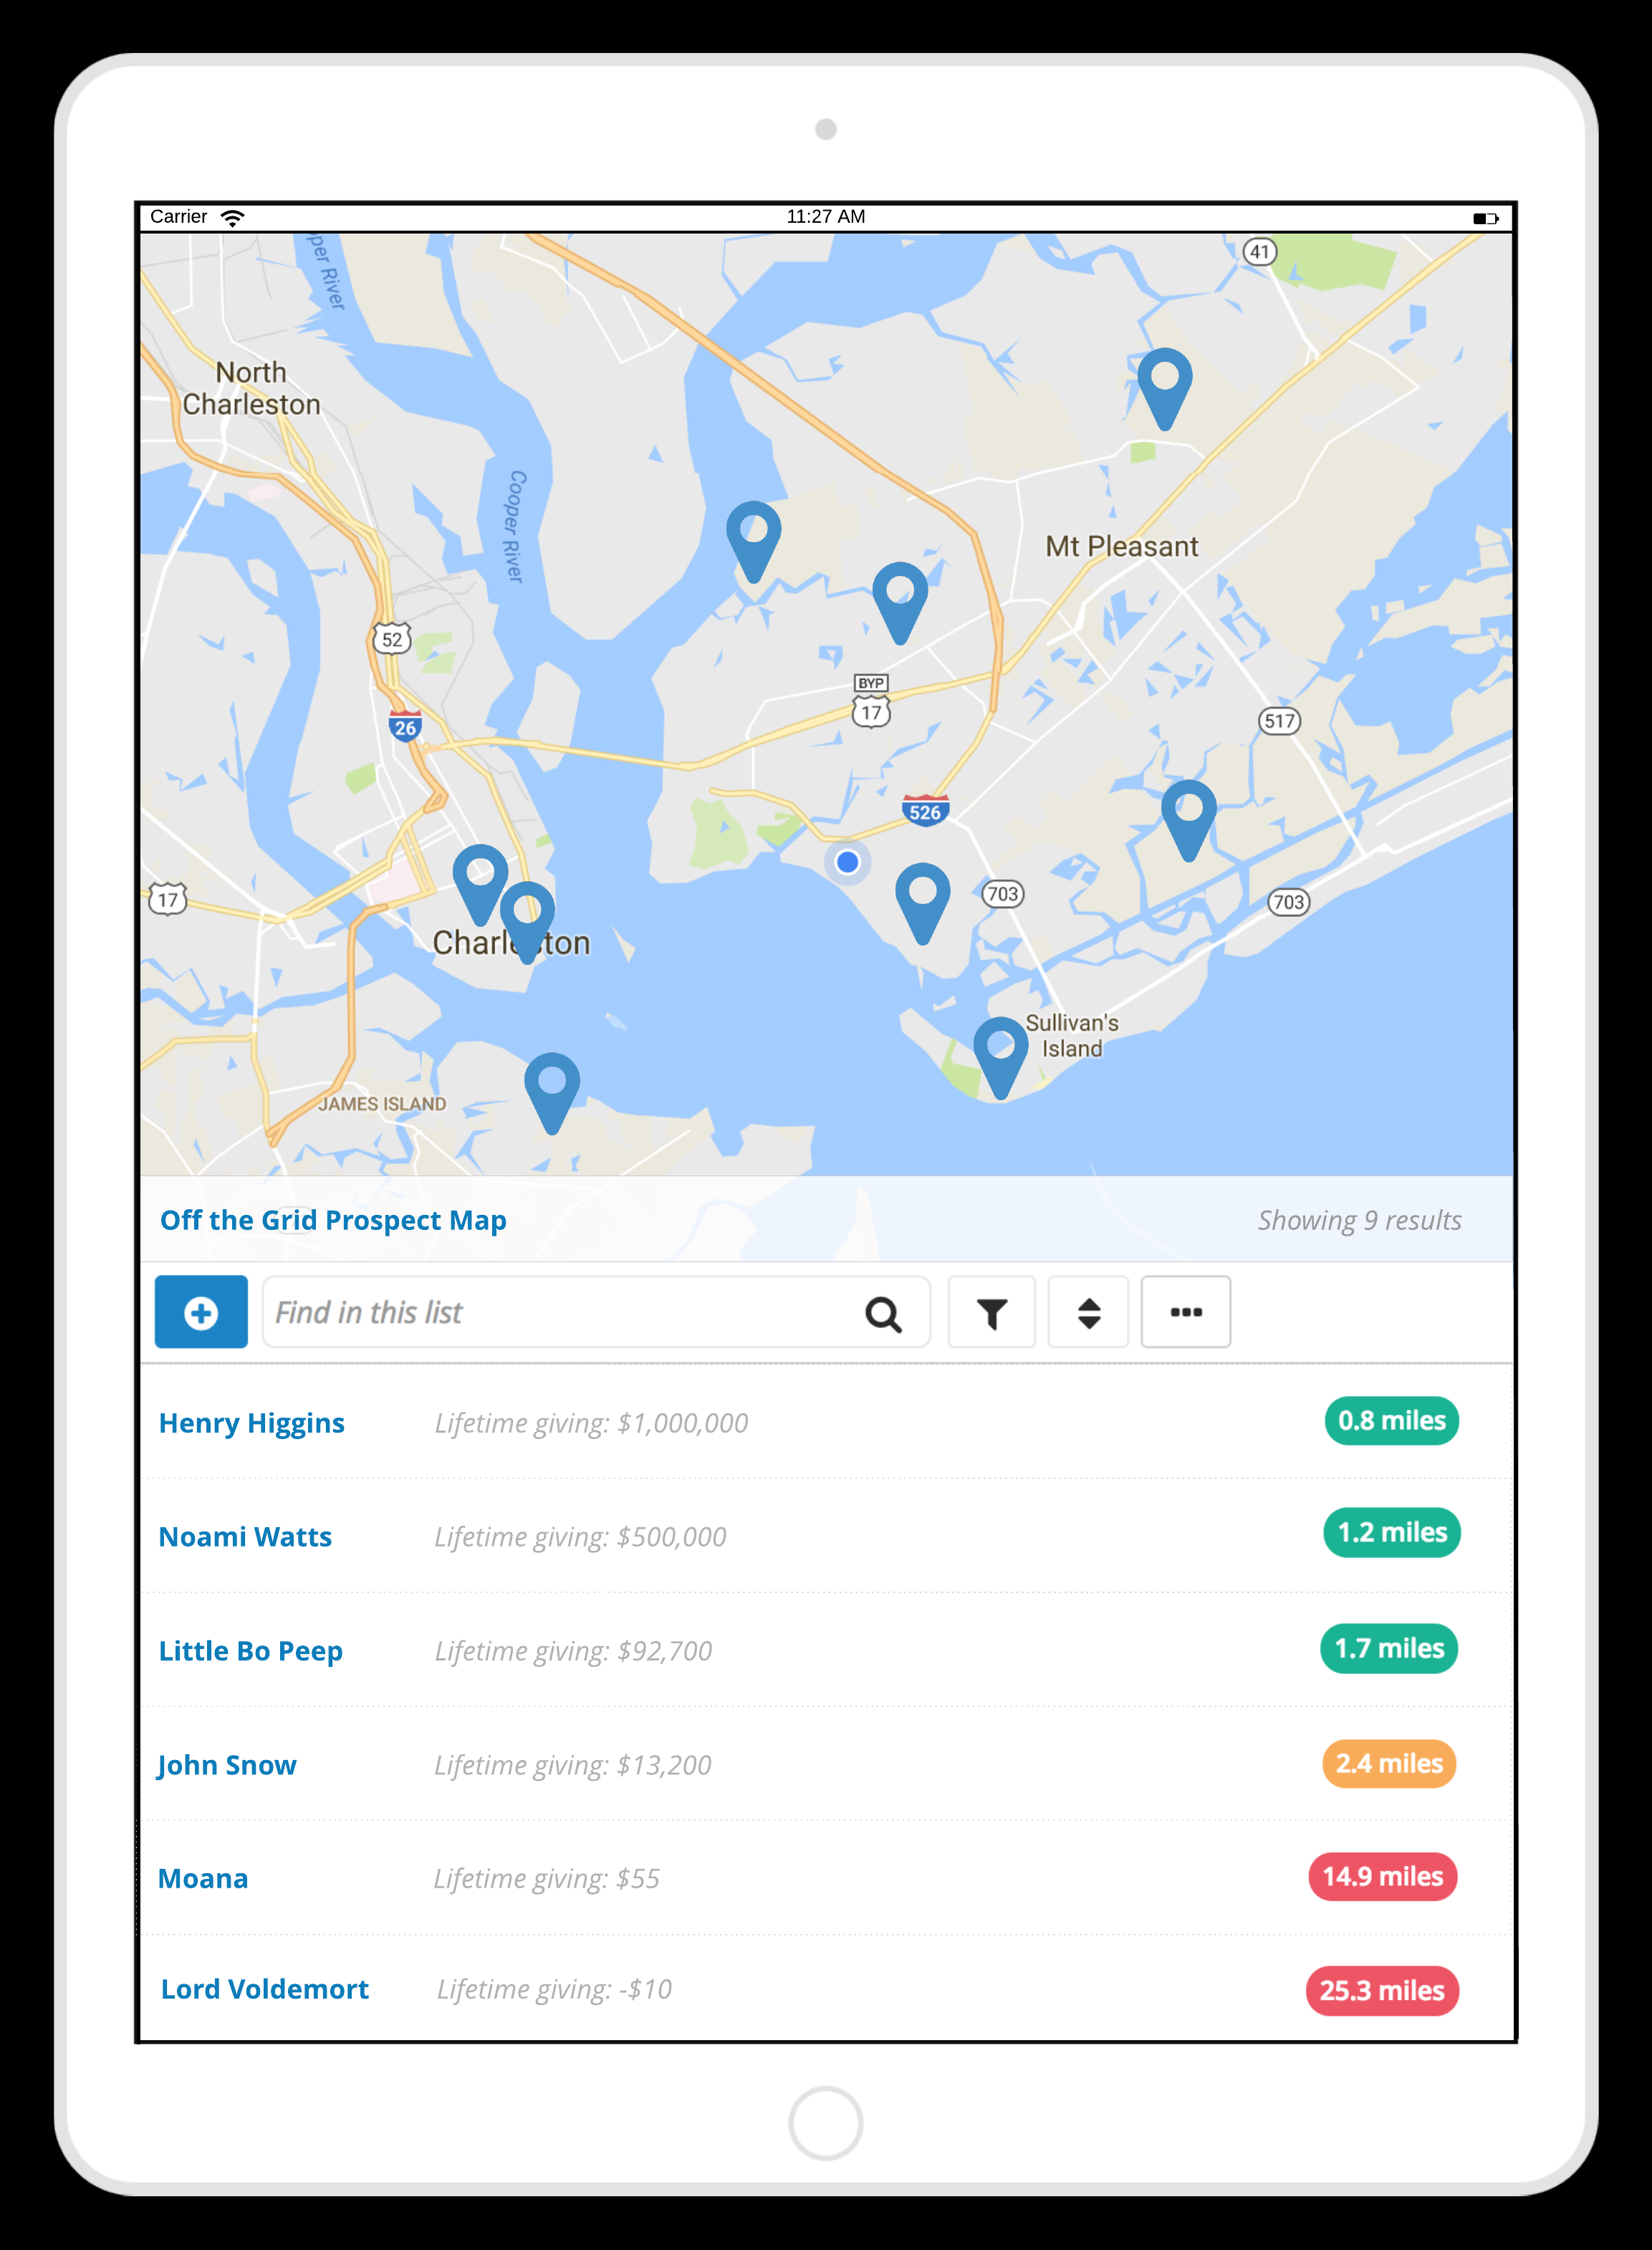 Carrier 11:27 AM
per River
41
North
Charleston
Cooper River
Mt Pleasant
52
BYP
17
26
517
526
17
703
703
Charleston
Sullivan's
Island
JAMES ISLAND
Off the Grid Prospect Map Showing 9 results
Find in this list
Henry Higgins Lifetime giving: $1,000,000 0.8 miles
Noami Watts Lifetime giving: $500,000 1.2 miles
Little Bo Peep Lifetime giving: $92,700 1.7 miles
John Snow Lifetime giving: $13,200 2.4 miles
Moana Lifetime giving: $55 14.9 miles
Lord Voldemort Lifetime giving: -$10 25.3 miles